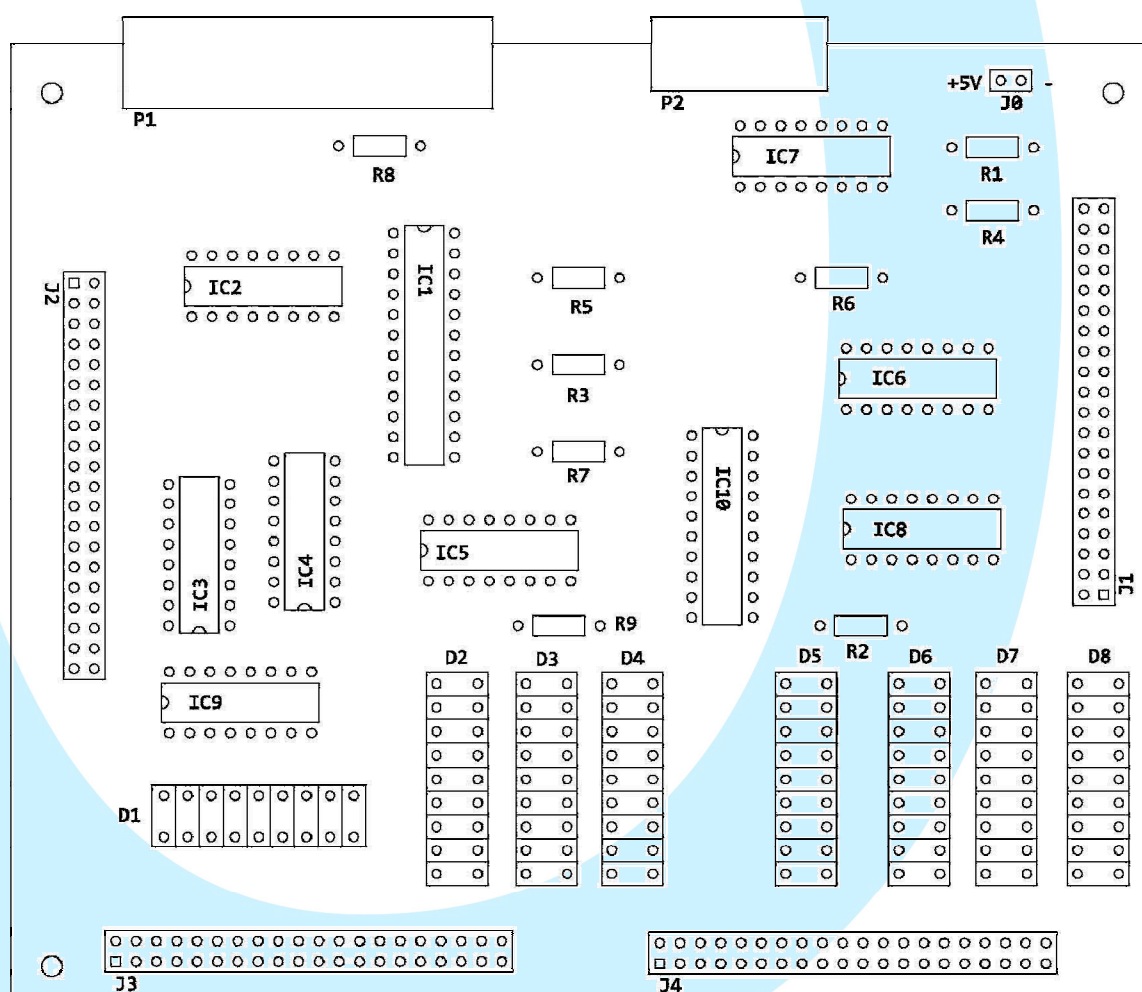 P1
P2
+5V
-
J0
R8
IC7
R1
R4
IC1
IC2
J2
R5
R6
R3
IC6
R7
IC10
IC8
IC5
IC3
IC4
J1
R9
R2
D2
D3
D4
D5
D6
D7
D8
IC9
D1
J3
J4